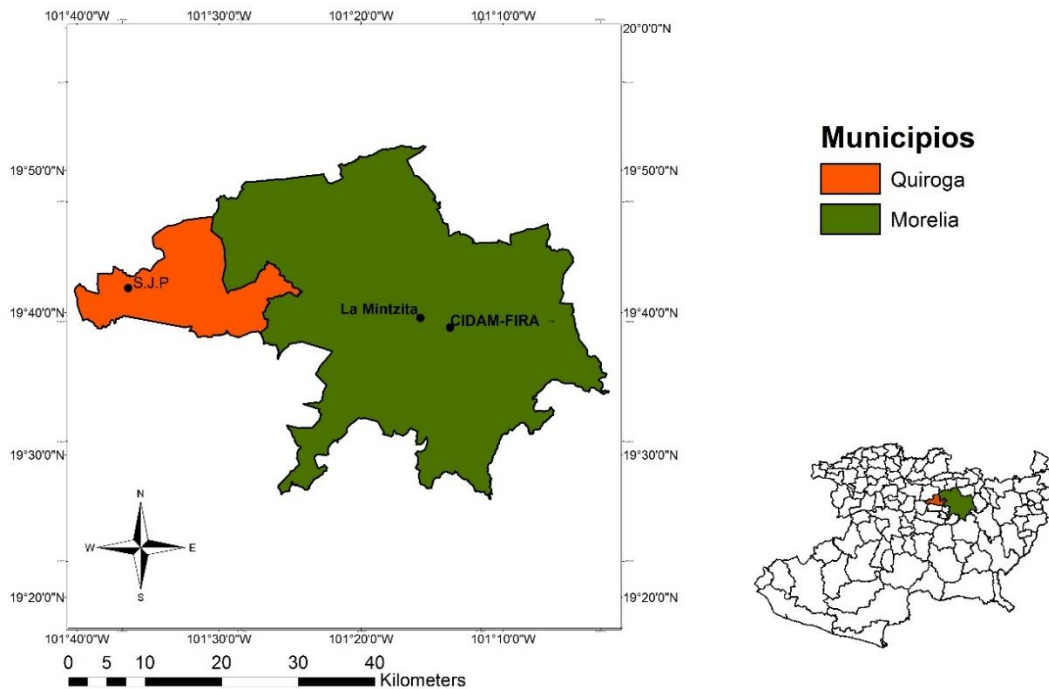 101°40'0"W 101°30'0"W 101°20'0"W 101°10'0"W
20°0'0"N
19°50'0"N 19°50'0"N
19°40'0"N 19°40'0"N
19°30'0"N 19°30'0"N
19°20'0"N 19°20'0"N
S.J.P
La Mintzita
CIDAM-FIRA
N
W E
S
101°40'0"W 101°30'0"W 101°20'0"W 101°10'0"W
0 5 10 20 30 40
Kilometers
Municipios
Quiroga
Morelia